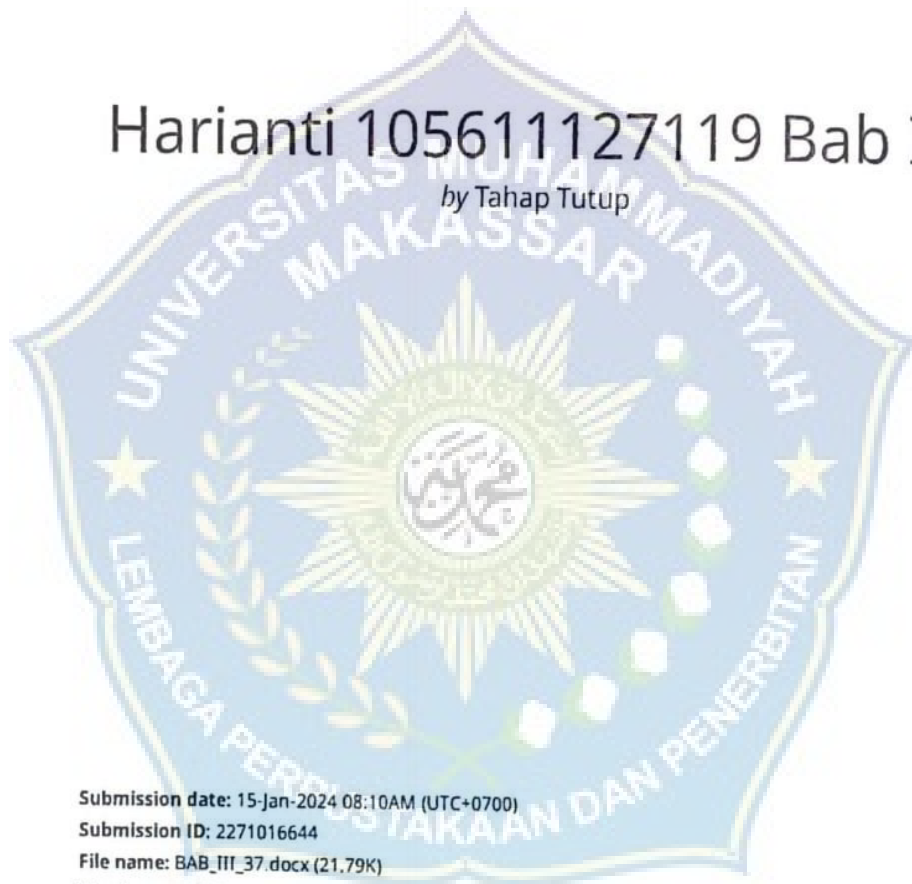 Harianti 105611127119 Bab
by Tahap Tutup
UNIVERSITAS MUHAMMADIYAH
MAKASSAR
محمدية
LEMBAGA PERPUSTAKAAN DAN PENERBITAN
Submission date: 15-Jan-2024 08:10AM (UTC+0700)
Submission ID: 2271016644
File name: BAB_III_37.docx (21.79K)